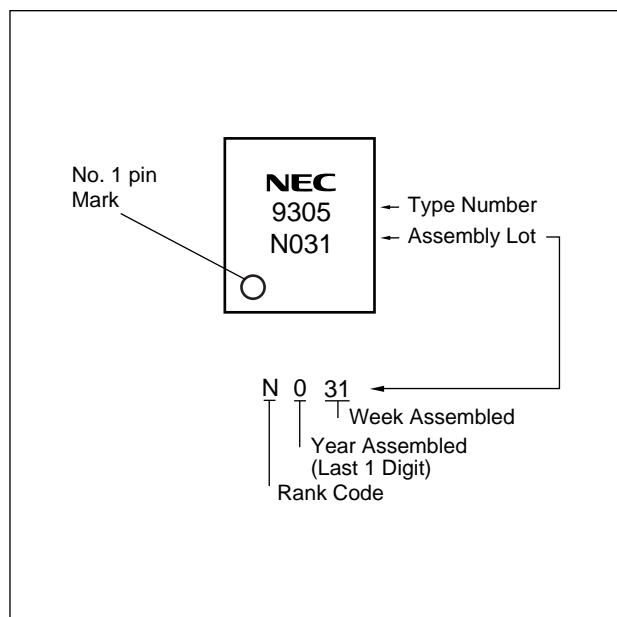 No. 1 pin
Mark
NEC
9305
N031
Type Number
Assembly Lot
N 0 31
Week Assembled
Year Assembled
(Last 1 Digit)
Rank Code